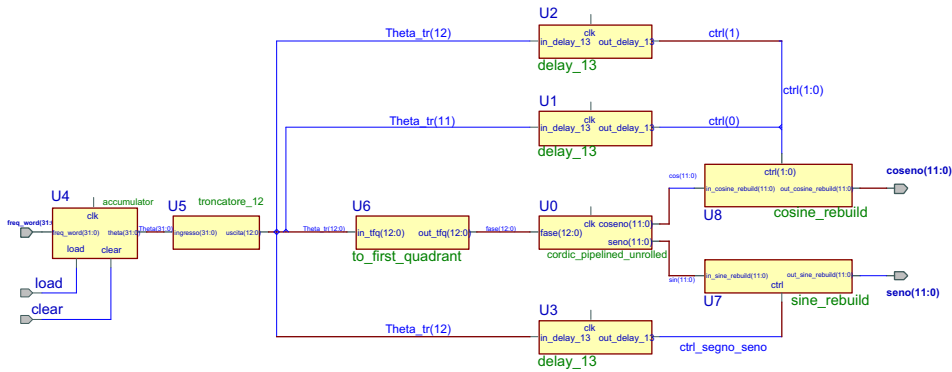 U2
clk
in_delay_13 out_delay_13
delay_13
Theta_tr(12)
ctrl(1)
ctrl(1:0)
U1
clk
in_delay_13 out_delay_13
delay_13
Theta_tr(11)
ctrl(0)
U4
accumulator
clk
freq_word(31:0)
freq_word(31:0) theta(31:0)
load clear
Theta(31:0)
load
clear
U5
troncatore_12
ingresso(31:0) uscita(12:0)
Theta_tr(12:0)
U6
in_tfq(12:0) out_tfq(12:0)
to_first_quadrant
fase(12:0)
U0
clk
coseno(11:0)
fase(12:0)
seno(11:0)
cordic_pipelined_unrolled
cos(11:0)
sin(11:0)
ctrl(1:0)
in_cosine_rebuild(11:0) out_cosine_rebuild(11:0)
U8
cosine_rebuild
coseno(11:0)
in_sine_rebuild(11:0) out_sine_rebuild(11:0)
ctrl
U7
sine_rebuild
seno(11:0)
U3
clk
in_delay_13 out_delay_13
delay_13
Theta_tr(12)
ctrl_segno_seno